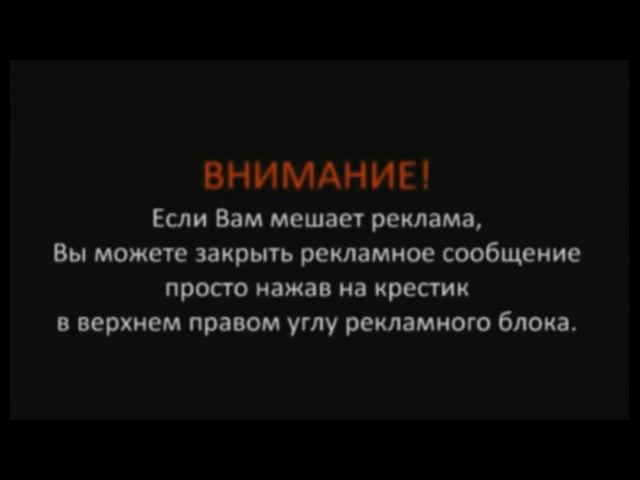 ВНИМАНИЕ!
Если Вам мешает реклама,
Вы можете закрыть рекламное сообщение
просто нажав на крестик
в верхнем правом углу рекламного блока.